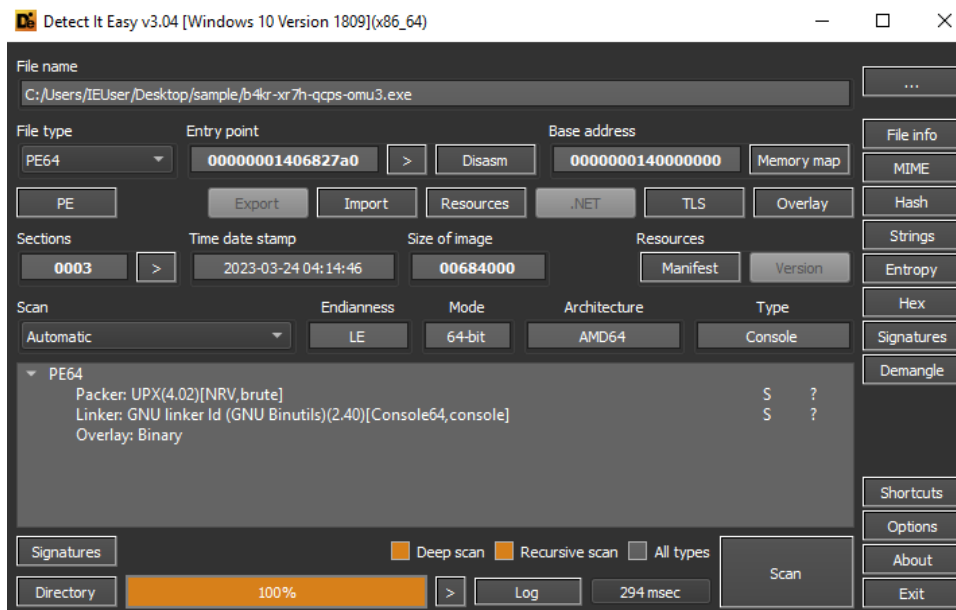 Detect It Easy v3.04 [Windows 10 Version 1809](x86_64)
File name
C:/Users/IEUser/Desktop/sample/b4kr-xr7h-qcps-omu3.exe
...
File type Entry point Base address
PE64 00000001406827a0 > Disasm 0000000140000000 Memory map
File info
MIME
PE Export Import Resources .NET TLS Overlay
Hash
Sections Time date stamp Size of image Resources
Strings
0003 > 2023-03-24 04:14:46 00684000 Manifest Version
Entropy
Scan Endianness Mode Architecture Type
Hex
Automatic LE 64-bit AMD64 Console
Signatures
Demangle
PE64
Packer: UPX(4.02)[NRV,brute] S ?
Linker: GNU linker ld (GNU Binutils)(2.40)[Console64,console] S ?
Overlay: Binary
Shortcuts
Options
Signatures Deep scan Recursive scan All types Scan
About
Directory 100% > Log 294 msec
Exit